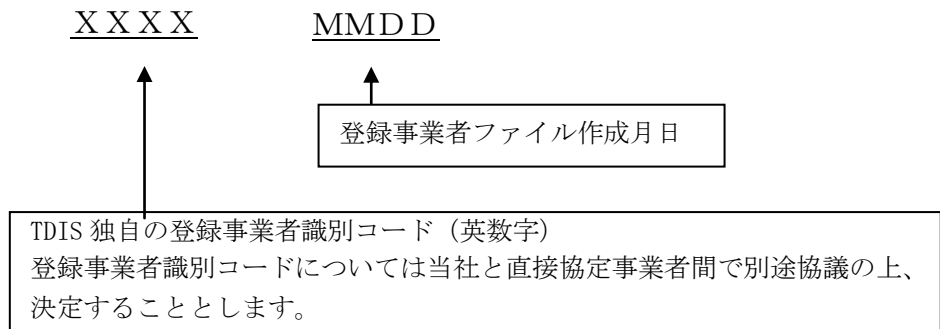 ＸＸＸＸ　ＭＭＤＤ
登録事業者ファイル作成月日
TDIS 独自の登録事業者識別コード（英数字）
登録事業者識別コードについては当社と直接協定事業者間で別途協議の上、
決定することとします。